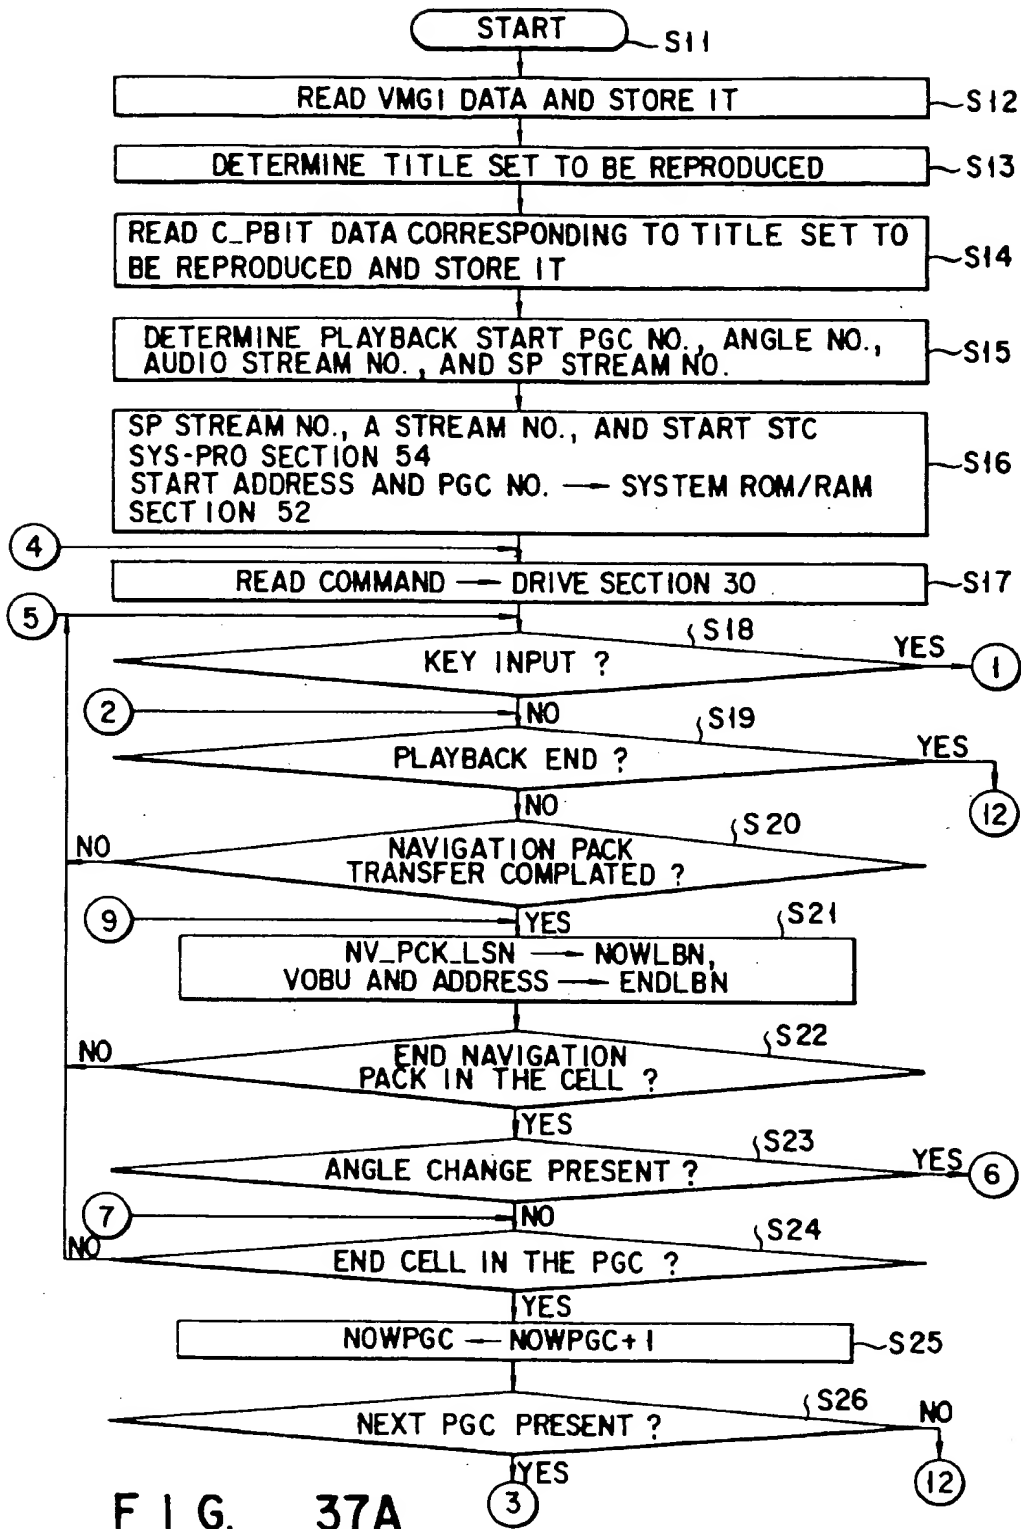 START
S11
READ VMGI DATA AND STORE IT
S12
DETERMINE TITLE SET TO BE REPRODUCED
S13
READ C_PBIT DATA CORRESPONDING TO TITLE SET TO
BE REPRODUCED AND STORE IT
S14
DETERMINE PLAYBACK START PGC NO., ANGLE NO.,
AUDIO STREAM NO., AND SP STREAM NO.
S15
SP STREAM NO., A STREAM NO., AND START STC
SYS-PRO SECTION 54
START ADDRESS AND PGC NO. → SYSTEM ROM/RAM
SECTION 52
S16
4
READ COMMAND → DRIVE SECTION 30
S17
5
S18
KEY INPUT ?
YES
1
2
NO
S19
PLAYBACK END ?
YES
12
NO
S20
NO
NAVIGATION PACK
TRANSFER COMPLATED ?
9
YES
S21
NV_PCK_LSN → NOWLBN,
VOBU AND ADDRESS → ENDLBN
S22
NO
END NAVIGATION
PACK IN THE CELL ?
YES
S23
ANGLE CHANGE PRESENT ?
YES
6
7
NO
S24
NO
END CELL IN THE PGC ?
YES
NOWPGC ← NOWPGC+1
S25
S26
NEXT PGC PRESENT ?
NO
12
YES
3
FIG. 37A